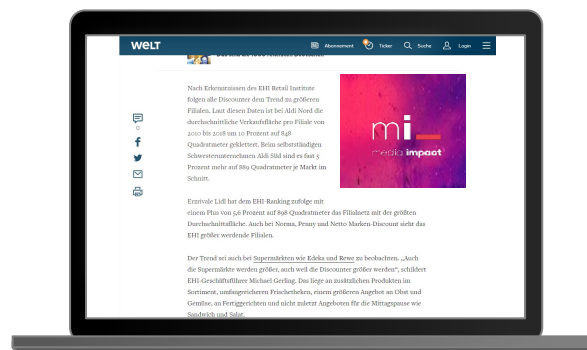 WELT
Abonnement
Ticker
Suche
Login
Nach Erkenntnissen des EHI Retail Institute
folgen alle Discounter dem Trend zu größeren
Filialen. Laut diesen Daten ist bei Aldi Nord die
durchschnittliche Verkaufsfläche pro Filiale von
2010 bis 2018 um 10 Prozent auf 848
Quadratmeter geklettert. Beim selbstständigen
Schwesterunternehmen Aldi Süd sind es fast 5
Prozent mehr auf 889 Quadratmeter je Markt im
Schnitt.
mi_
media impact
0
Erzrivale Lidl hat dem EHI-Ranking zufolge mit
einem Plus von 5,6 Prozent auf 898 Quadratmeter das Filialnetz mit der größten
Durchschnittsfläche. Auch bei Norma, Penny und Netto Marken-Discount sieht das
EHI größer werdende Filialen.
Der Trend sei auch bei Supermärkten wie Edeka und Rewe zu beobachten. „Auch
die Supermärkte werden größer, auch weil die Discounter größer werden“, schildert
EHI-Geschäftsführer Michael Gerling. Das liege an zusätzlichen Produkten im
Sortiment, umfangreicheren Frischetheken, einem größeren Angebot an Obst und
Gemüse, an Fertiggerichten und nicht zuletzt Angeboten für die Mittagspause wie
Sandwich und Salat.